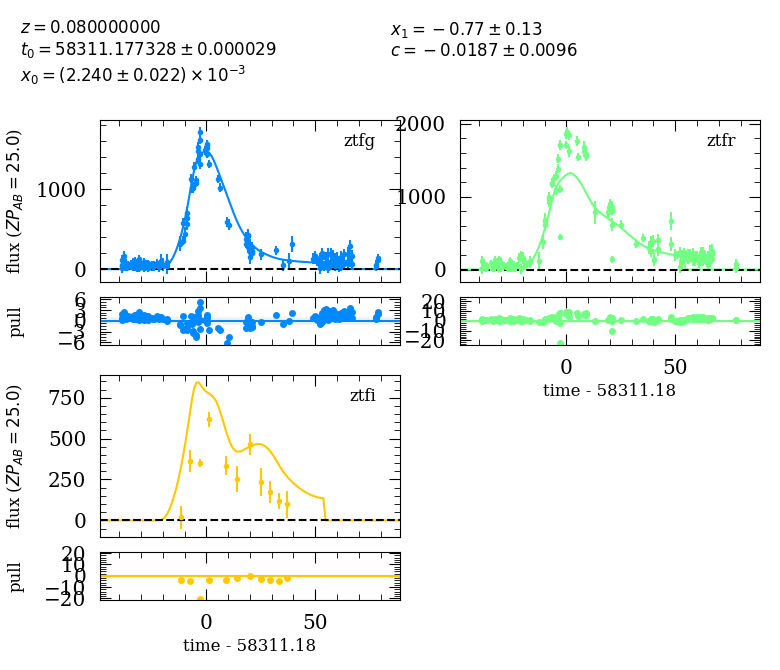 z = 0.080000000
t₀ = 58311.177328 ± 0.000029
x₀ = (2.240 ± 0.022) × 10⁻³
x₁ = −0.77 ± 0.13
c = −0.0187 ± 0.0096
ztfg
flux (ZP_AB = 25.0)
1000
0
pull
6
3
0
−3
−6
ztfr
2000
1000
0
20
10
0
−10
−20
0
50
time - 58311.18
ztfi
flux (ZP_AB = 25.0)
750
500
250
0
pull
20
10
0
−10
−20
0
50
time - 58311.18